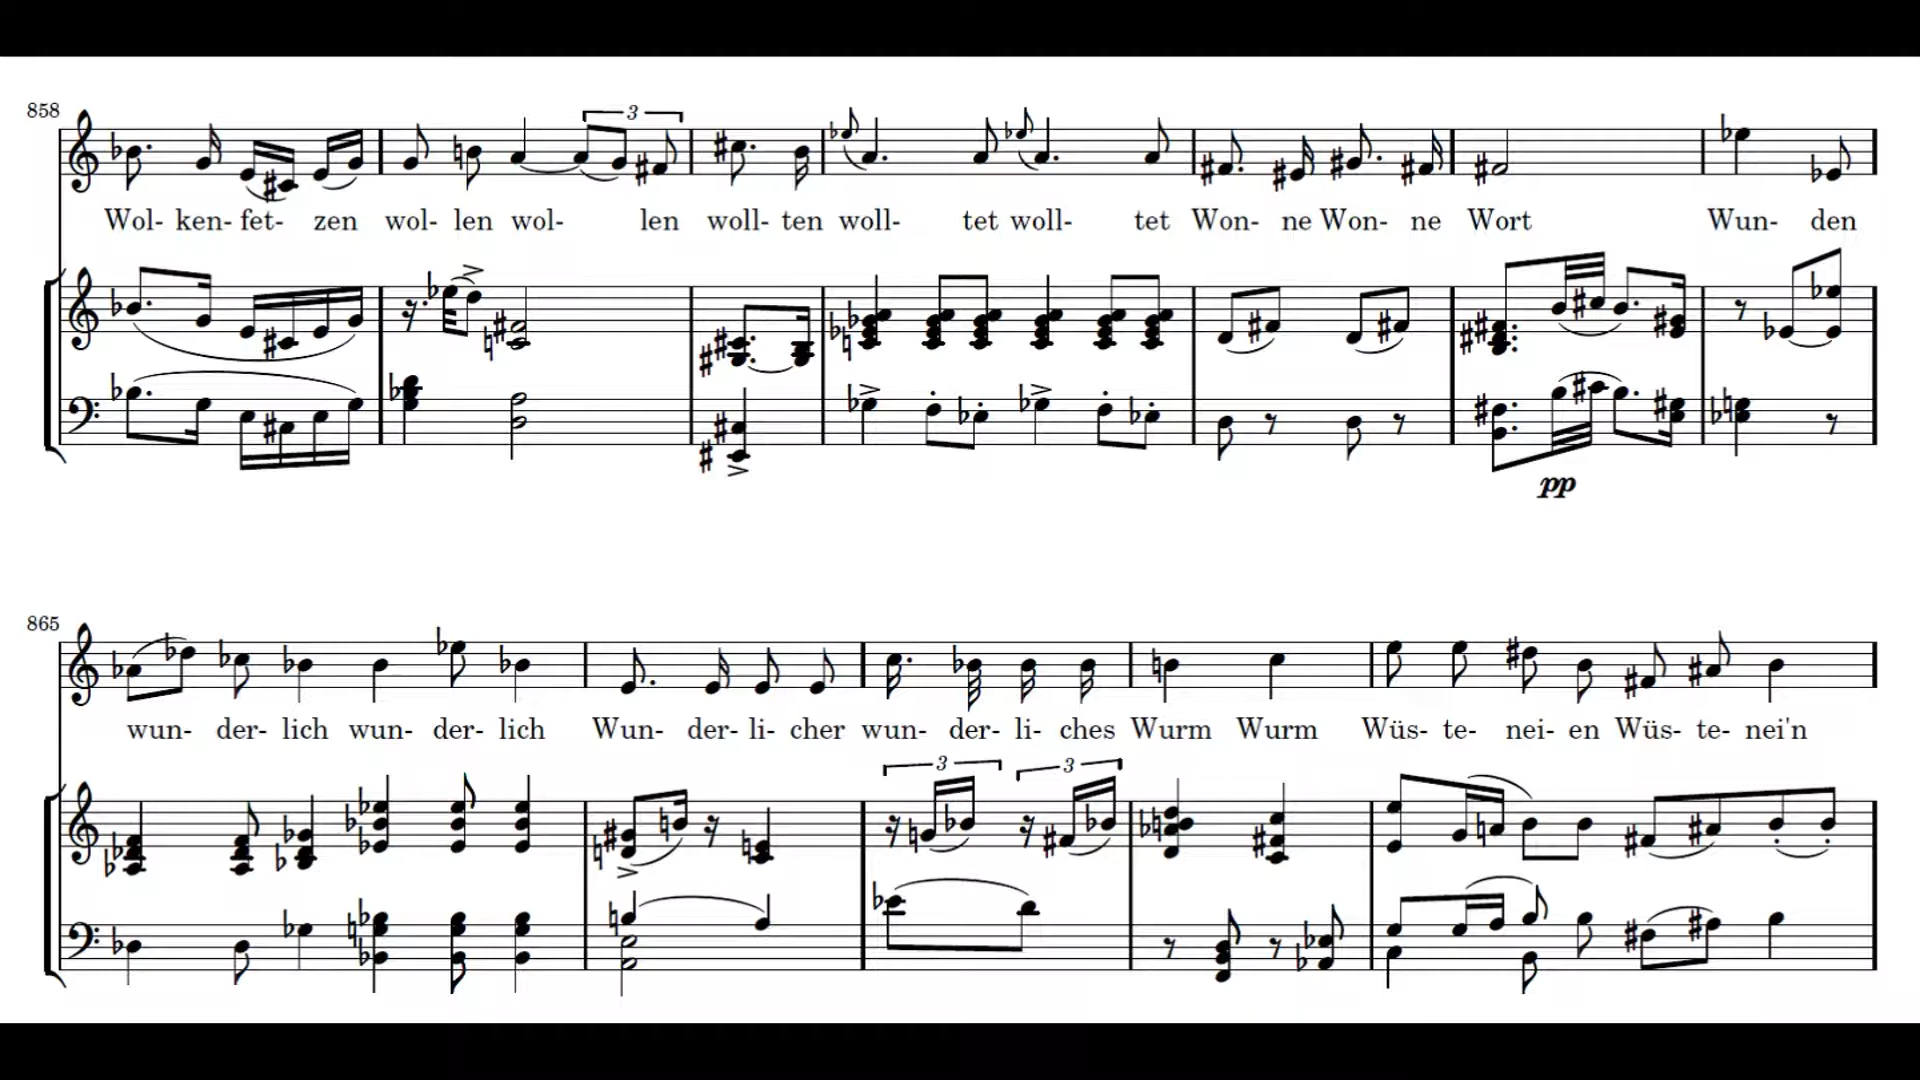 858
3
Wol- ken- fet- zen wol- len wol- len woll- ten woll- tet woll- tet Won- ne Won- ne Wort Wun- den
pp
865
wun- der- lich wun- der- lich Wun- der- li- cher wun- der- li- ches Wurm Wurm Wüs- te- nei- en Wüs- te- nei'n
3 3